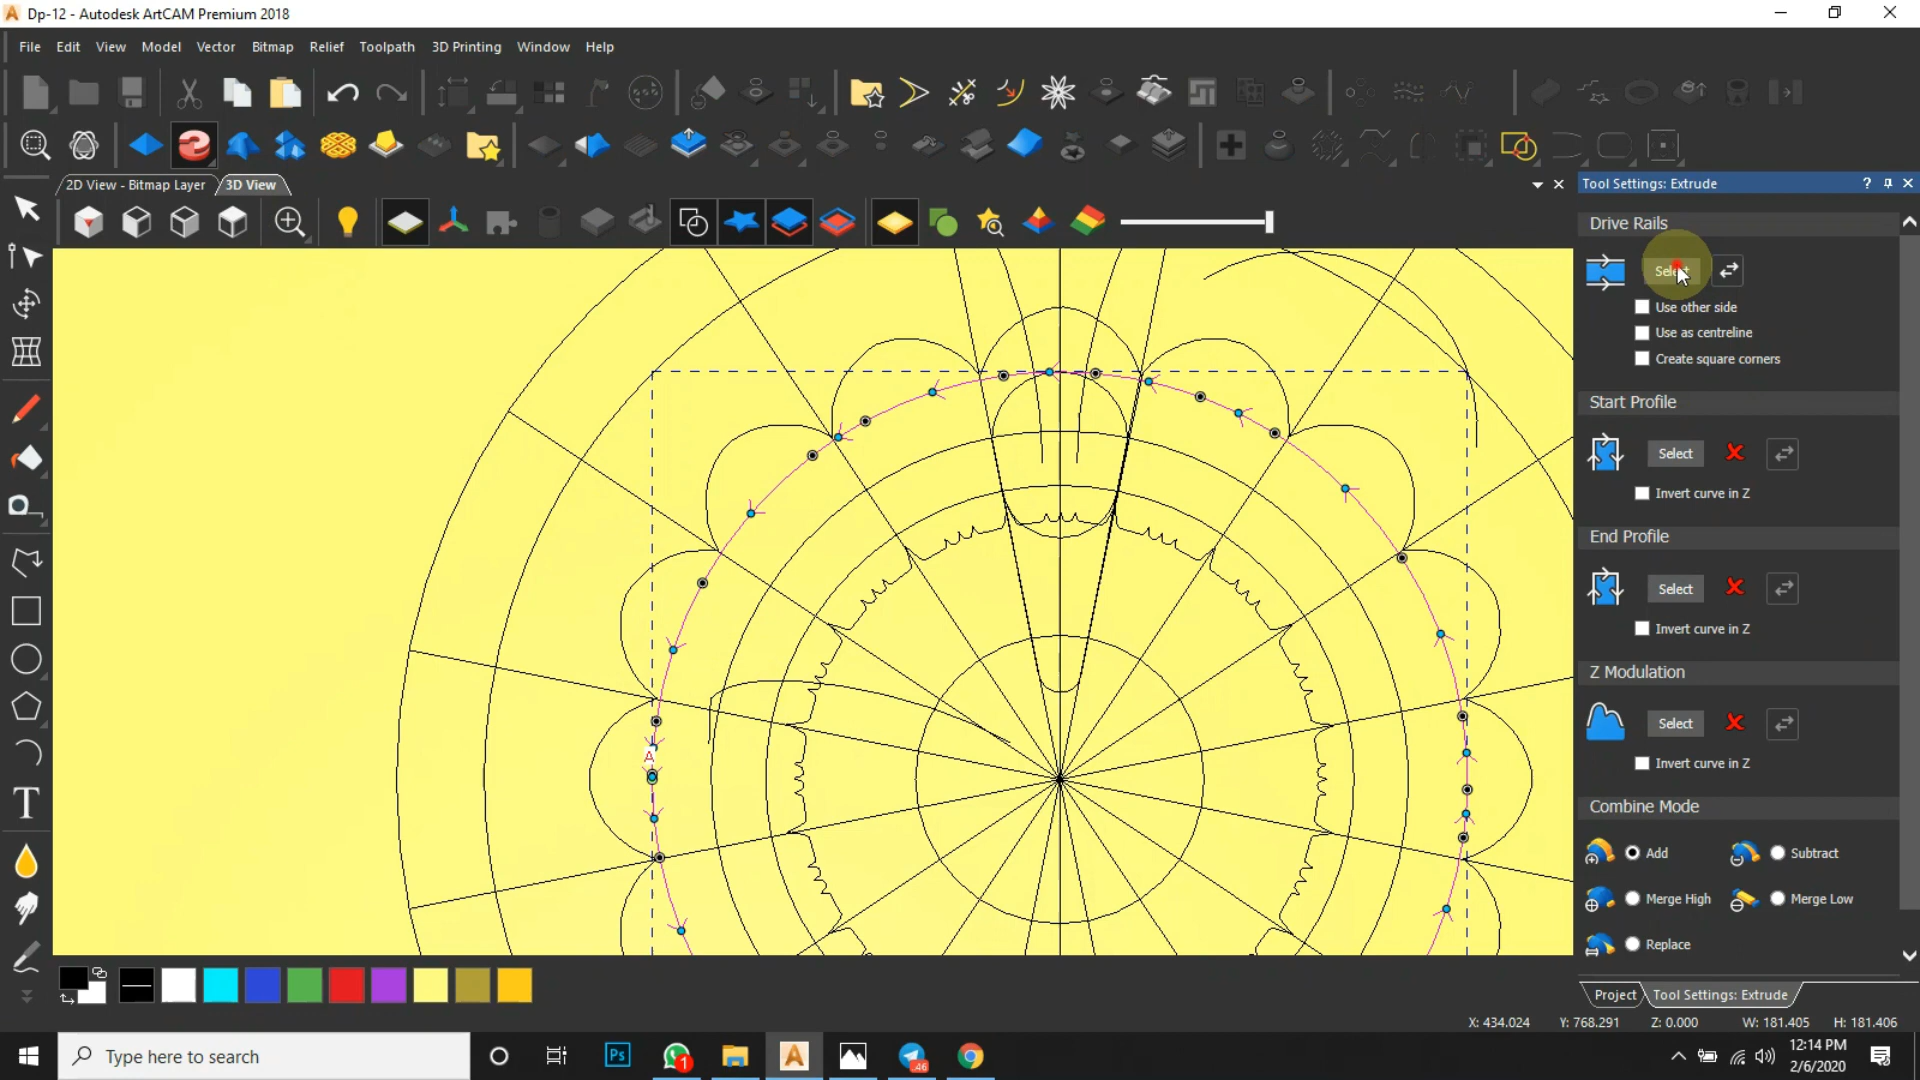 Dp-12 - Autodesk ArtCAM Premium 2018
File Edit View Model Vector Bitmap Relief Toolpath 3D Printing Window Help
2D View - Bitmap Layer 3D View
Tool Settings: Extrude
Drive Rails
Select
Use other side
Use as centreline
Create square corners
Start Profile
Select
Invert curve in Z
End Profile
Select
Invert curve in Z
Z Modulation
Select
Invert curve in Z
Combine Mode
Add Subtract
Merge High Merge Low
Replace
A
T
Project Tool Settings: Extrude
X: 434.024 Y: 768.291 Z: 0.000 W: 181.405 H: 181.406
Type here to search
Ps
1
A
46
12:14 PM
2/6/2020